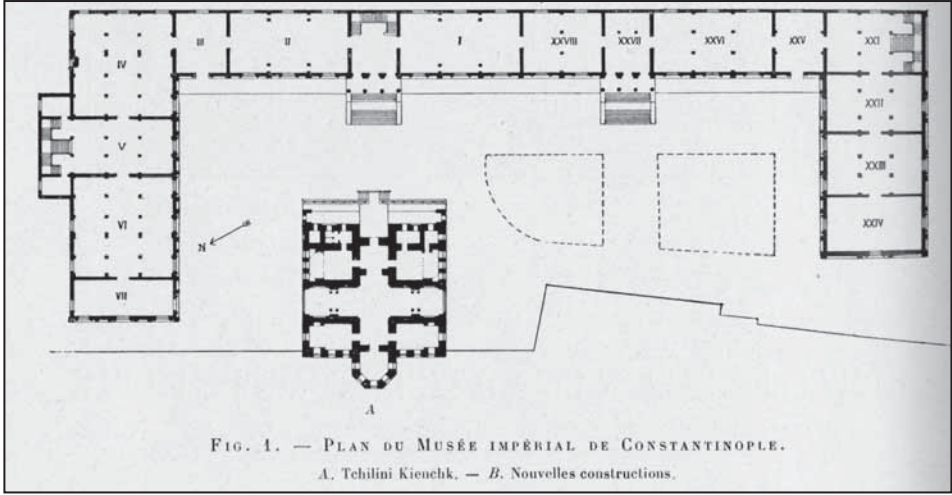 IV
III
II
I
XXVIII
XXVII
XXVI
XXV
XXI
XXII
V
XXIII
VI
N
XXIV
VII
A
FIG. 1. — PLAN DU MUSÉE IMPÉRIAL DE CONSTANTINOPLE.
A. Tchilini Kienchk. — B. Nouvelles constructions.